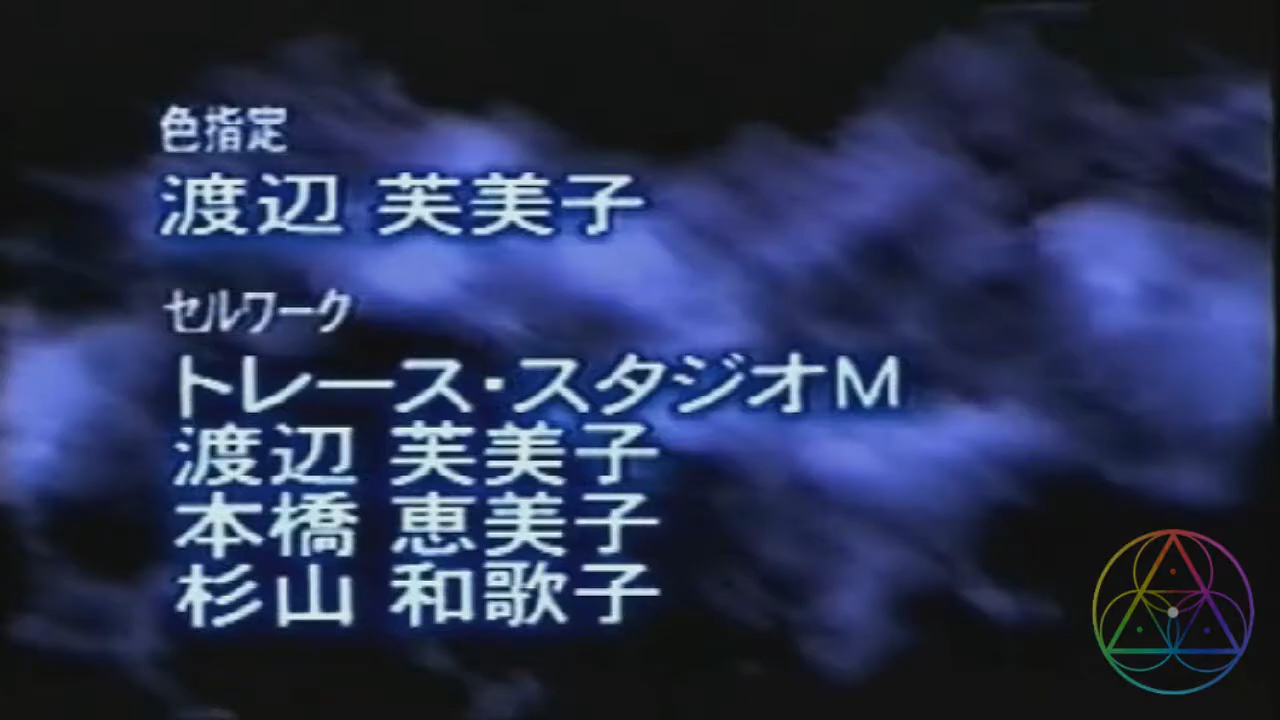 色指定
渡辺 芙美子
セルワーク
トレース・スタジオM
渡辺 芙美子
本橋 恵美子
杉山 和歌子